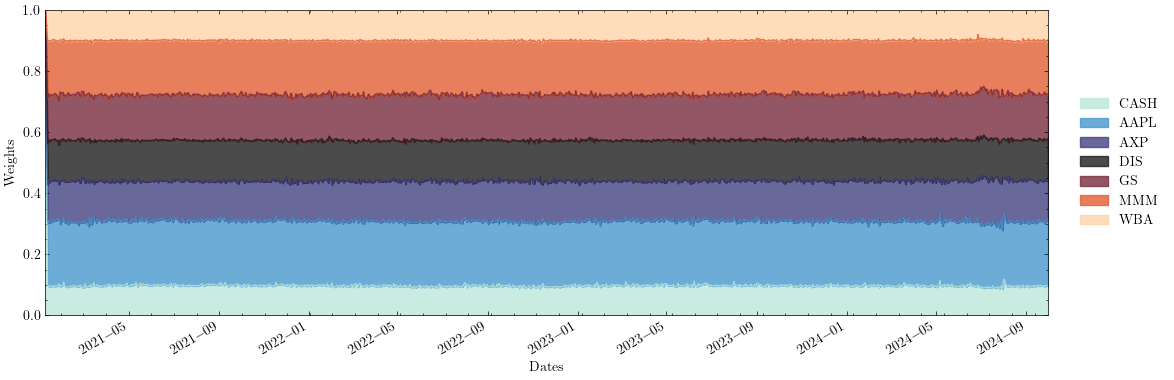 1.0
0.8
0.6
0.4
0.2
0.0
Weights
2021-05
2021-09
2022-01
2022-05
2022-09
2023-01
2023-05
2023-09
2024-01
2024-05
2024-09
Dates
CASH
AAPL
AXP
DIS
GS
MMM
WBA